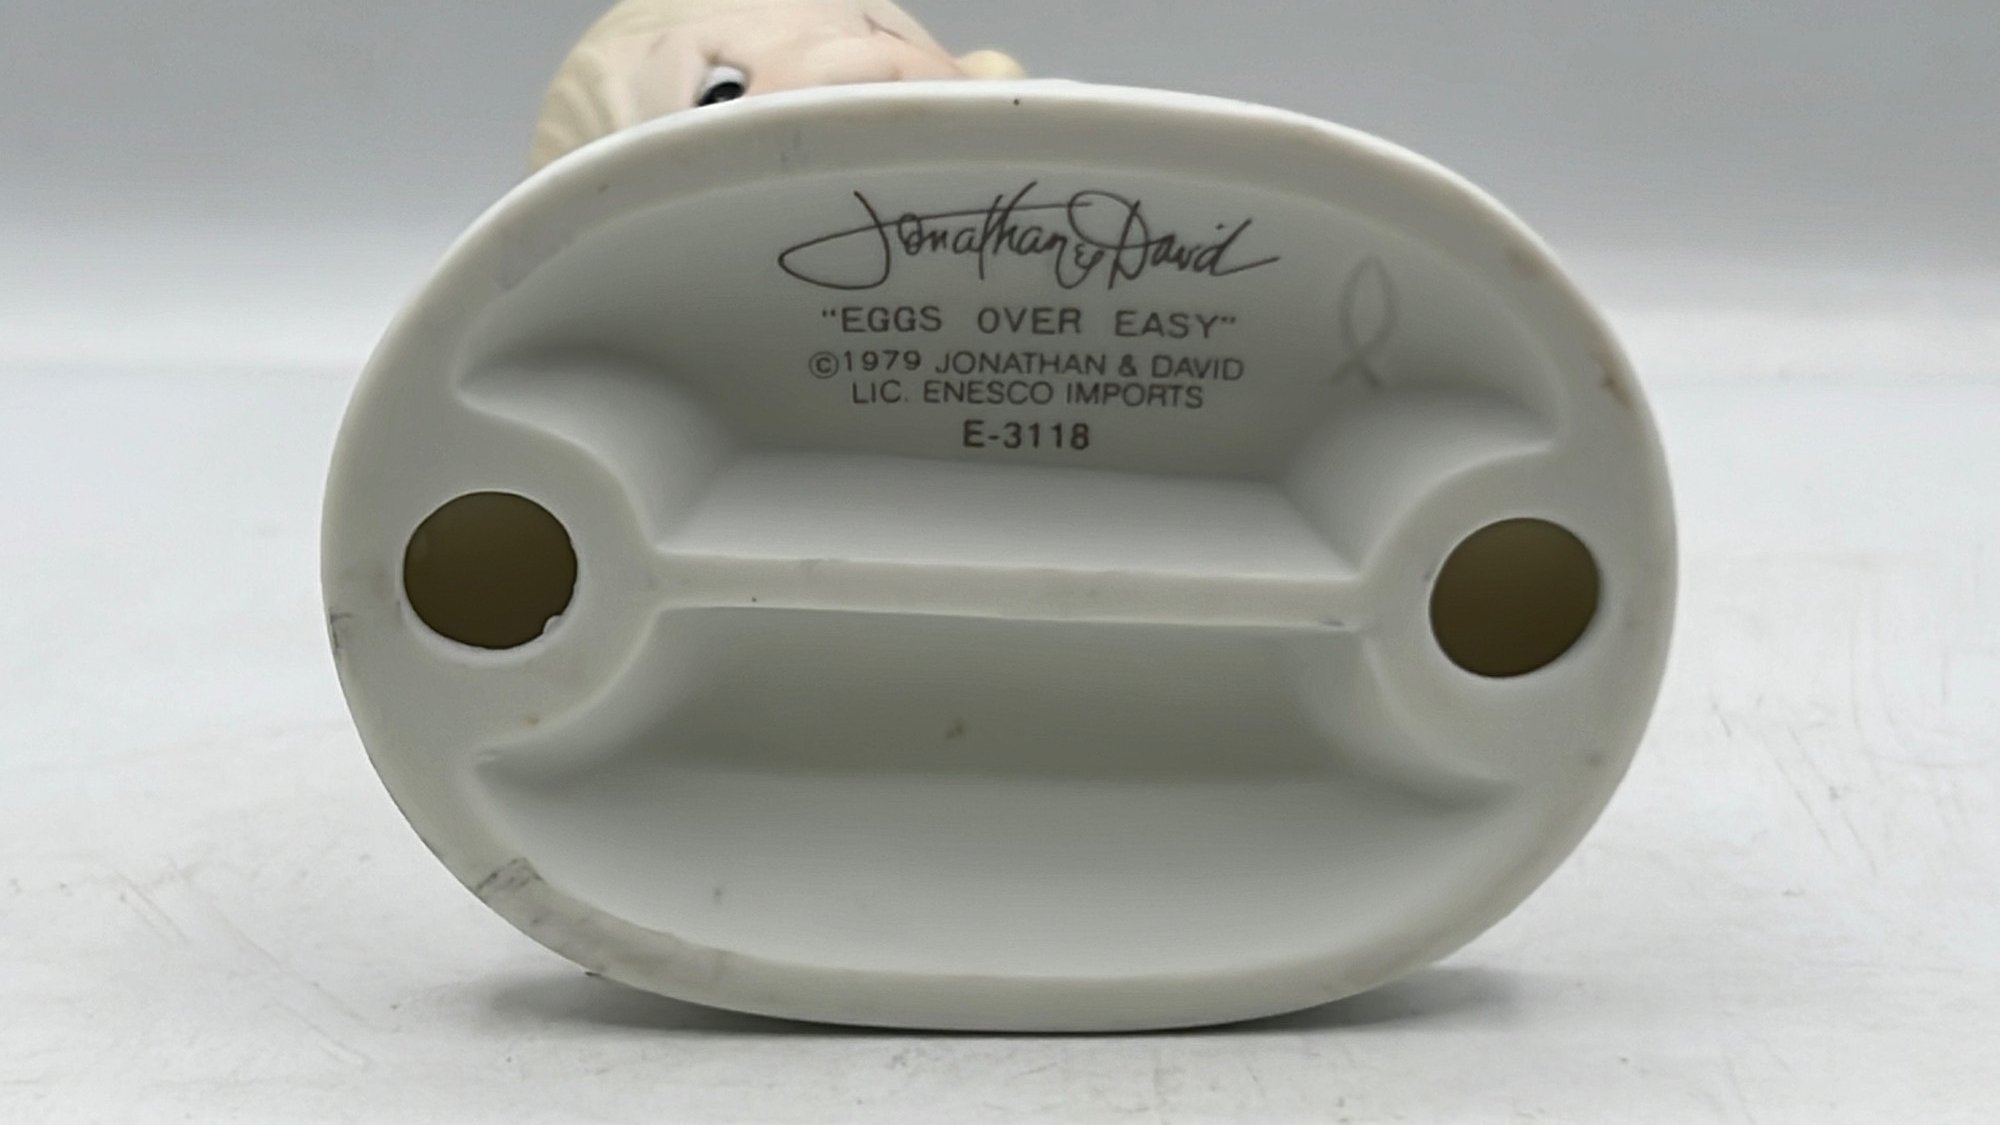 Jonathan & David
"EGGS OVER EASY"
©1979 JONATHAN & DAVID
LIC. ENESCO IMPORTS
E-3118